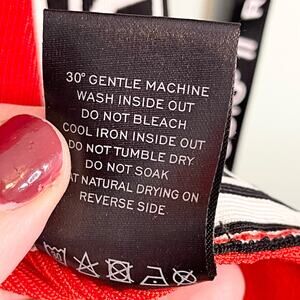 30° GENTLE MACHINE
WASH INSIDE OUT
DO NOT BLEACH
COOL IRON INSIDE OUT
DO NOT TUMBLE DRY
DO NOT SOAK
AT NATURAL DRYING ON
REVERSE SIDE